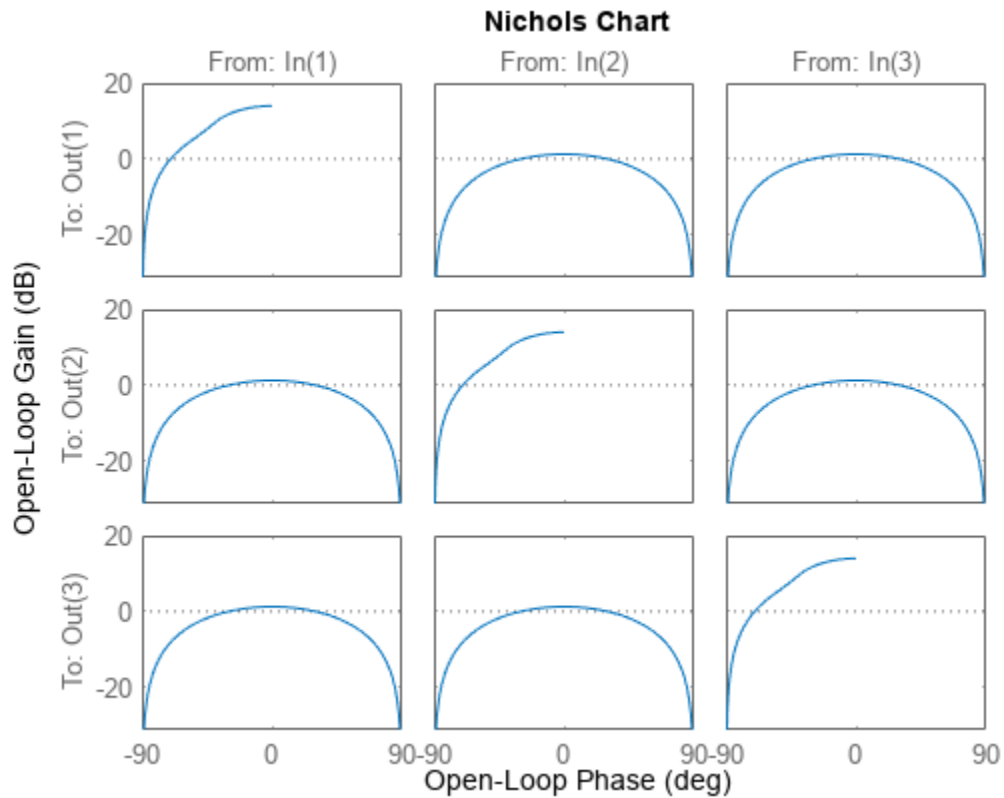 Nichols Chart
From: In(1) From: In(2) From: In(3)
Open-Loop Gain (dB)
To: Out(1)
20
0
-20
To: Out(2)
20
0
-20
To: Out(3)
20
0
-20
-90 0 90 -90 0 90 -90 0 90
Open-Loop Phase (deg)